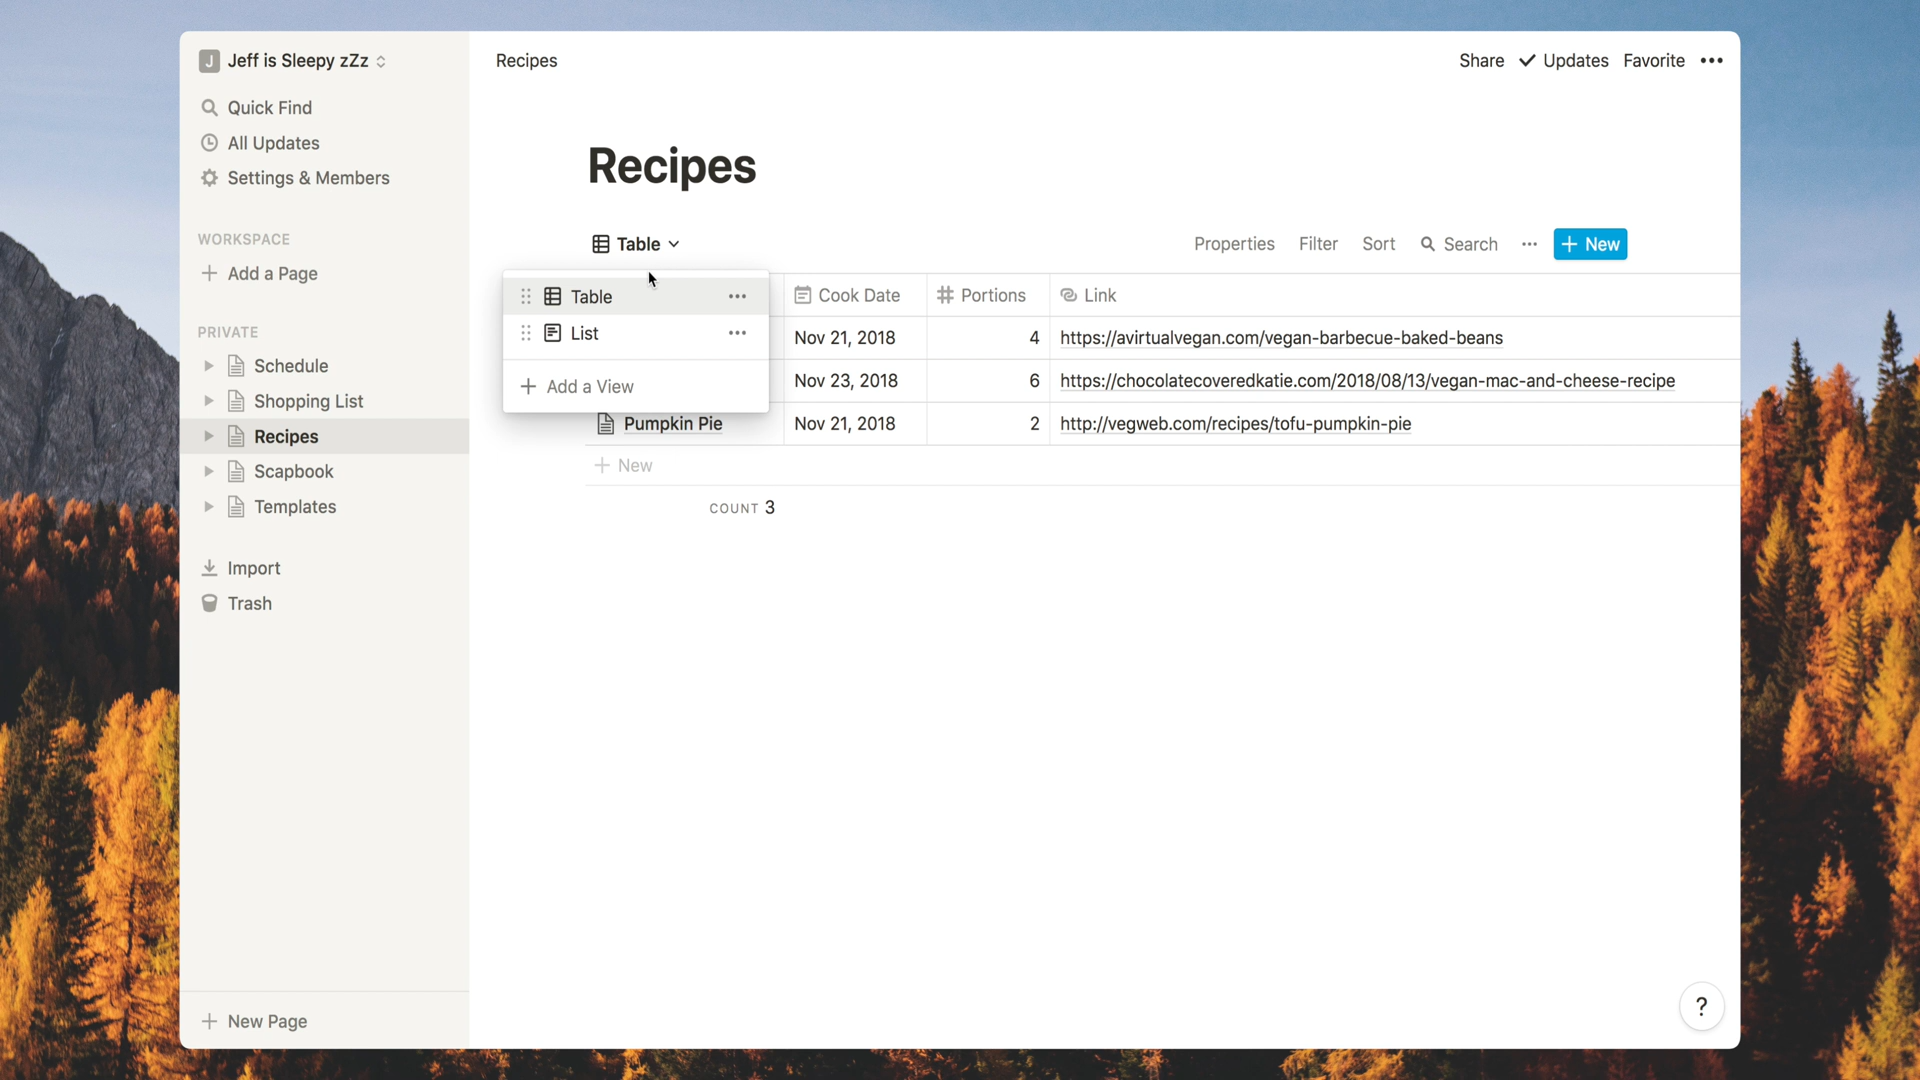 J Jeff is Sleepy zZz
Quick Find
All Updates
Settings & Members
WORKSPACE
Add a Page
PRIVATE
Schedule
Shopping List
Recipes
Scapbook
Templates
Import
Trash
New Page
Recipes
Share Updates Favorite
Recipes
Table
Properties Filter Sort Search New
Table
List
Add a View
Cook Date Portions Link
Nov 21, 2018 4 https://avirtualvegan.com/vegan-barbecue-baked-beans
Nov 23, 2018 6 https://chocolatecoveredkatie.com/2018/08/13/vegan-mac-and-cheese-recipe
Pumpkin Pie Nov 21, 2018 2 http://vegweb.com/recipes/tofu-pumpkin-pie
New
COUNT 3
?